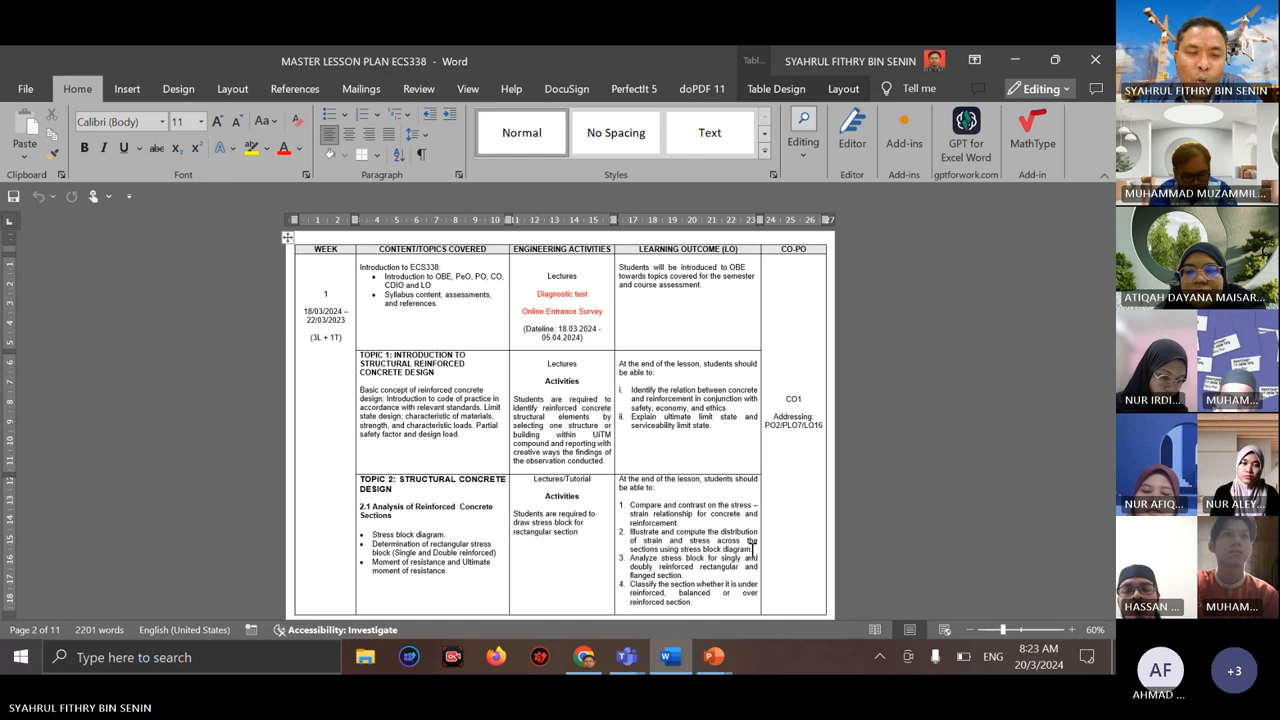 MASTER LESSON PLAN ECS338 - Word
Tabl...
SYAHRUL FITHRY BIN SENIN
File
Home
Insert
Design
Layout
References
Mailings
Review
View
Help
DocuSign
PerfectIt 5
doPDF 11
Table Design
Layout
Tell me
Editing
Paste
Calibri (Body)
11
Normal
No Spacing
Text
Editing
Editor
Add-ins
GPT for
Excel Word
MathType
Clipboard
Font
Paragraph
Styles
Editor
Add-ins
gptforwork.com
Add-in
WEEK
CONTENT/TOPICS COVERED
ENGINEERING ACTIVITIES
LEARNING OUTCOME (LO)
CO-PO
1
18/03/2024 –
22/03/2023
(3L + 1T)
Introduction to ECS338:
• Introduction to OBE, PeO, PO, CO,
CDIO and LO
• Syllabus content, assessments,
and references.
Lectures
Diagnostic test
Online Entrance Survey
(Dateline: 18.03.2024 -
05.04.2024)
Students will be introduced to OBE
towards topics covered for the semester
and course assessment.
TOPIC 1: INTRODUCTION TO
STRUCTURAL REINFORCED
CONCRETE DESIGN
Basic concept of reinforced concrete
design: Introduction to code of practice in
accordance with relevant standards. Limit
state design; characteristic of materials,
strength, and characteristic loads. Partial
safety factor and design load.
Lectures
Activities
Students are required to
identify reinforced concrete
structural elements by
selecting one structure or
building within UiTM
compound and reporting with
creative ways the findings of
the observation conducted.
At the end of the lesson, students should
be able to:
i. Identify the relation between concrete
and reinforcement in conjunction with
safety, economy, and ethics
ii. Explain ultimate limit state and
serviceability limit state.
CO1
Addressing:
PO2/PLO7/LO16
TOPIC 2: STRUCTURAL CONCRETE
DESIGN
2.1 Analysis of Reinforced Concrete
Sections
• Stress block diagram.
• Determination of rectangular stress
block (Single and Double reinforced)
• Moment of resistance and Ultimate
moment of resistance.
Lectures/Tutorial
Activities
Students are required to
draw stress block for
rectangular section
At the end of the lesson, students should
be able to:
1. Compare and contrast on the stress –
strain relationship for concrete and
reinforcement.
2. Illustrate and compute the distribution
of strain and stress across the
sections using stress block diagram.
3. Analyze stress block for singly and
doubly reinforced rectangular and
flanged section.
4. Classify the section whether it is under
reinforced, balanced or over
reinforced section.
Page 2 of 11
2201 words
English (United States)
Accessibility: Investigate
60%
Type here to search
ENG
8:23 AM
20/3/2024
SYAHRUL FITHRY BIN SENIN
SYAHRUL FITHRY BIN SENIN
MUHAMMAD MUZAMMIL...
ATIQAH DAYANA MAISAR...
NUR IRDI...
MUHAM...
NUR AFIQ...
NUR ALEY...
HASSAN ...
MUHAM...
AF
AHMAD ...
+3